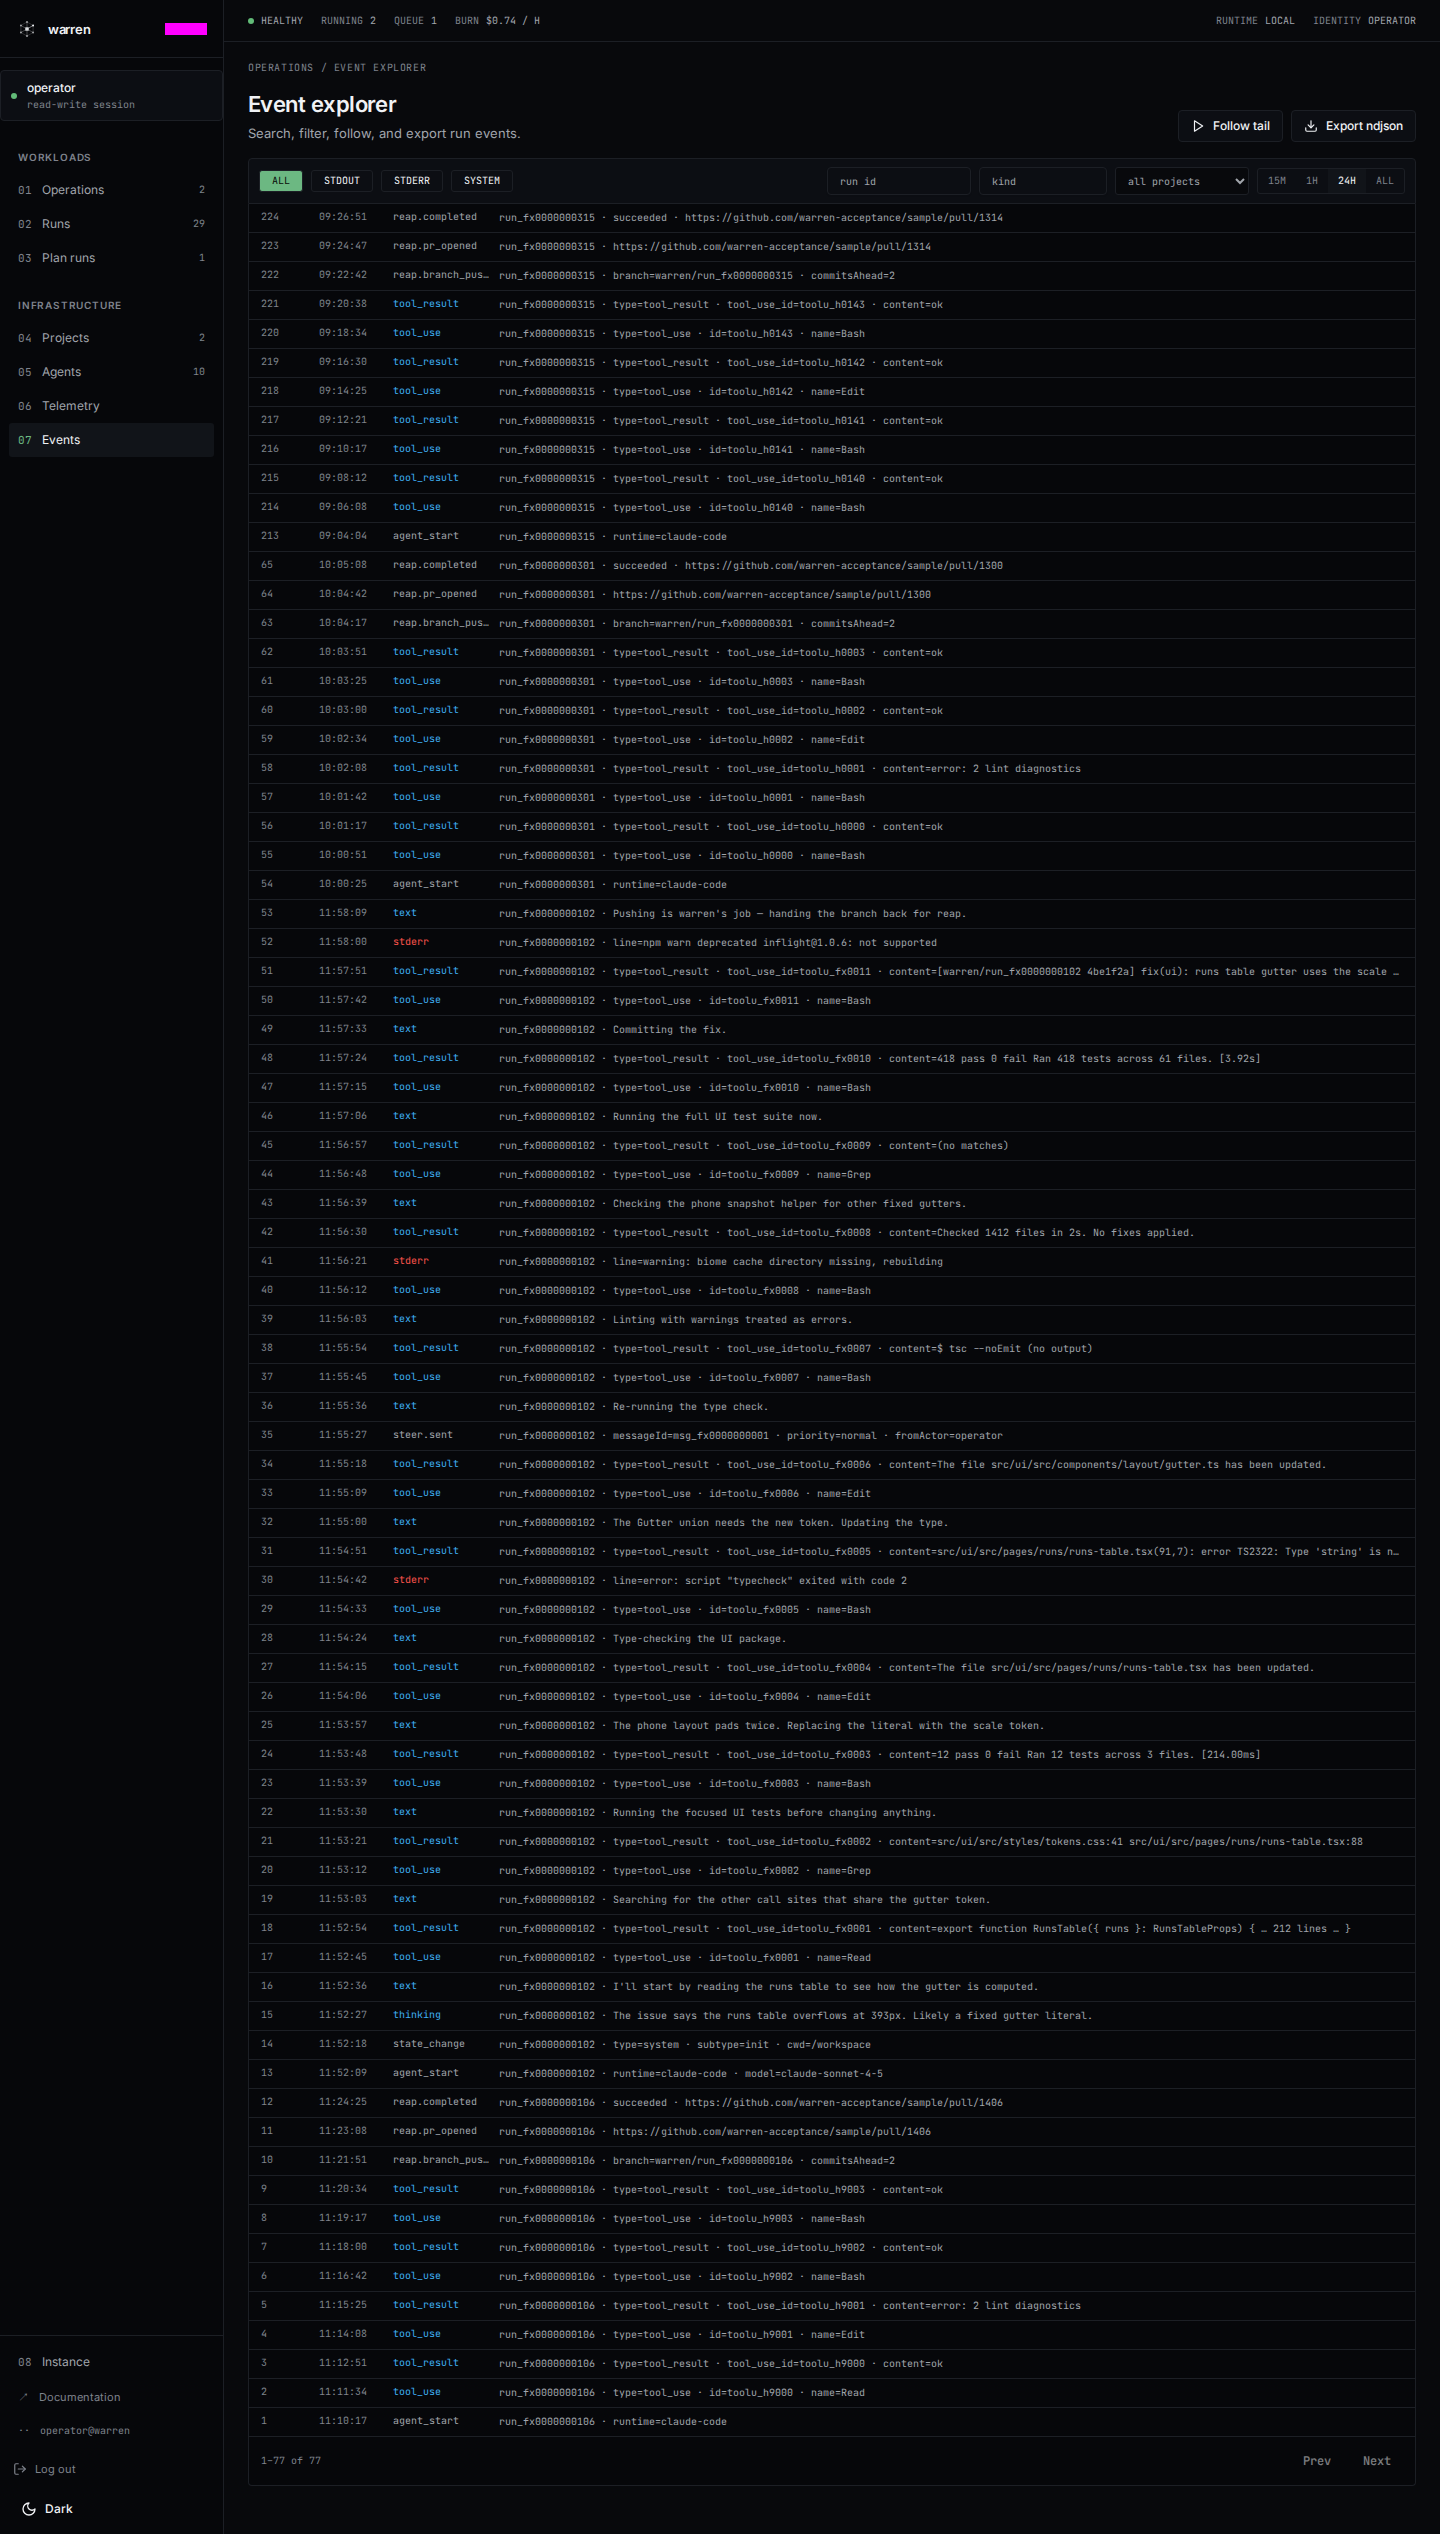 warren
HEALTHY RUNNING 2 QUEUE 1 BURN $0.74 / H RUNTIME LOCAL IDENTITY OPERATOR
operator
read-write session
WORKLOADS
01 Operations 2
02 Runs 29
03 Plan runs 1
INFRASTRUCTURE
04 Projects 2
05 Agents 10
06 Telemetry
07 Events
OPERATIONS / EVENT EXPLORER
Event explorer
Search, filter, follow, and export run events.
Follow tail Export ndjson
ALL STDOUT STDERR SYSTEM run id kind all projects 15M 1H 24H ALL
224 09:26:51 reap.completed run_fx0000000315 · succeeded · https://github.com/warren-acceptance/sample/pull/1314
223 09:24:47 reap.pr_opened run_fx0000000315 · https://github.com/warren-acceptance/sample/pull/1314
222 09:22:42 reap.branch_pus… run_fx0000000315 · branch=warren/run_fx0000000315 · commitsAhead=2
221 09:20:38 tool_result run_fx0000000315 · type=tool_result · tool_use_id=toolu_h0143 · content=ok
220 09:18:34 tool_use run_fx0000000315 · type=tool_use · id=toolu_h0143 · name=Bash
219 09:16:30 tool_result run_fx0000000315 · type=tool_result · tool_use_id=toolu_h0142 · content=ok
218 09:14:25 tool_use run_fx0000000315 · type=tool_use · id=toolu_h0142 · name=Edit
217 09:12:21 tool_result run_fx0000000315 · type=tool_result · tool_use_id=toolu_h0141 · content=ok
216 09:10:17 tool_use run_fx0000000315 · type=tool_use · id=toolu_h0141 · name=Bash
215 09:08:12 tool_result run_fx0000000315 · type=tool_result · tool_use_id=toolu_h0140 · content=ok
214 09:06:08 tool_use run_fx0000000315 · type=tool_use · id=toolu_h0140 · name=Bash
213 09:04:04 agent_start run_fx0000000315 · runtime=claude-code
65 10:05:08 reap.completed run_fx0000000301 · succeeded · https://github.com/warren-acceptance/sample/pull/1300
64 10:04:42 reap.pr_opened run_fx0000000301 · https://github.com/warren-acceptance/sample/pull/1300
63 10:04:17 reap.branch_pus… run_fx0000000301 · branch=warren/run_fx0000000301 · commitsAhead=2
62 10:03:51 tool_result run_fx0000000301 · type=tool_result · tool_use_id=toolu_h0003 · content=ok
61 10:03:25 tool_use run_fx0000000301 · type=tool_use · id=toolu_h0003 · name=Bash
60 10:03:00 tool_result run_fx0000000301 · type=tool_result · tool_use_id=toolu_h0002 · content=ok
59 10:02:34 tool_use run_fx0000000301 · type=tool_use · id=toolu_h0002 · name=Edit
58 10:02:08 tool_result run_fx0000000301 · type=tool_result · tool_use_id=toolu_h0001 · content=error: 2 lint diagnostics
57 10:01:42 tool_use run_fx0000000301 · type=tool_use · id=toolu_h0001 · name=Bash
56 10:01:17 tool_result run_fx0000000301 · type=tool_result · tool_use_id=toolu_h0000 · content=ok
55 10:00:51 tool_use run_fx0000000301 · type=tool_use · id=toolu_h0000 · name=Bash
54 10:00:25 agent_start run_fx0000000301 · runtime=claude-code
53 11:58:09 text run_fx0000000102 · Pushing is warren's job — handing the branch back for reap.
52 11:58:00 stderr run_fx0000000102 · line=npm warn deprecated inflight@1.0.6: not supported
51 11:57:51 tool_result run_fx0000000102 · type=tool_result · tool_use_id=toolu_fx0011 · content=[warren/run_fx0000000102 4be1f2a] fix(ui): runs table gutter uses the scale …
50 11:57:42 tool_use run_fx0000000102 · type=tool_use · id=toolu_fx0011 · name=Bash
49 11:57:33 text run_fx0000000102 · Committing the fix.
48 11:57:24 tool_result run_fx0000000102 · type=tool_result · tool_use_id=toolu_fx0010 · content=418 pass 0 fail Ran 418 tests across 61 files. [3.92s]
47 11:57:15 tool_use run_fx0000000102 · type=tool_use · id=toolu_fx0010 · name=Bash
46 11:57:06 text run_fx0000000102 · Running the full UI test suite now.
45 11:56:57 tool_result run_fx0000000102 · type=tool_result · tool_use_id=toolu_fx0009 · content=(no matches)
44 11:56:48 tool_use run_fx0000000102 · type=tool_use · id=toolu_fx0009 · name=Grep
43 11:56:39 text run_fx0000000102 · Checking the phone snapshot helper for other fixed gutters.
42 11:56:30 tool_result run_fx0000000102 · type=tool_result · tool_use_id=toolu_fx0008 · content=Checked 1412 files in 2s. No fixes applied.
41 11:56:21 stderr run_fx0000000102 · line=warning: biome cache directory missing, rebuilding
40 11:56:12 tool_use run_fx0000000102 · type=tool_use · id=toolu_fx0008 · name=Bash
39 11:56:03 text run_fx0000000102 · Linting with warnings treated as errors.
38 11:55:54 tool_result run_fx0000000102 · type=tool_result · tool_use_id=toolu_fx0007 · content=$ tsc --noEmit (no output)
37 11:55:45 tool_use run_fx0000000102 · type=tool_use · id=toolu_fx0007 · name=Bash
36 11:55:36 text run_fx0000000102 · Re-running the type check.
35 11:55:27 steer.sent run_fx0000000102 · messageId=msg_fx0000000001 · priority=normal · fromActor=operator
34 11:55:18 tool_result run_fx0000000102 · type=tool_result · tool_use_id=toolu_fx0006 · content=The file src/ui/src/components/layout/gutter.ts has been updated.
33 11:55:09 tool_use run_fx0000000102 · type=tool_use · id=toolu_fx0006 · name=Edit
32 11:55:00 text run_fx0000000102 · The Gutter union needs the new token. Updating the type.
31 11:54:51 tool_result run_fx0000000102 · type=tool_result · tool_use_id=toolu_fx0005 · content=src/ui/src/pages/runs/runs-table.tsx(91,7): error TS2322: Type 'string' is n…
30 11:54:42 stderr run_fx0000000102 · line=error: script "typecheck" exited with code 2
29 11:54:33 tool_use run_fx0000000102 · type=tool_use · id=toolu_fx0005 · name=Bash
28 11:54:24 text run_fx0000000102 · Type-checking the UI package.
27 11:54:15 tool_result run_fx0000000102 · type=tool_result · tool_use_id=toolu_fx0004 · content=The file src/ui/src/pages/runs/runs-table.tsx has been updated.
26 11:54:06 tool_use run_fx0000000102 · type=tool_use · id=toolu_fx0004 · name=Edit
25 11:53:57 text run_fx0000000102 · The phone layout pads twice. Replacing the literal with the scale token.
24 11:53:48 tool_result run_fx0000000102 · type=tool_result · tool_use_id=toolu_fx0003 · content=12 pass 0 fail Ran 12 tests across 3 files. [214.00ms]
23 11:53:39 tool_use run_fx0000000102 · type=tool_use · id=toolu_fx0003 · name=Bash
22 11:53:30 text run_fx0000000102 · Running the focused UI tests before changing anything.
21 11:53:21 tool_result run_fx0000000102 · type=tool_result · tool_use_id=toolu_fx0002 · content=src/ui/src/styles/tokens.css:41 src/ui/src/pages/runs/runs-table.tsx:88
20 11:53:12 tool_use run_fx0000000102 · type=tool_use · id=toolu_fx0002 · name=Grep
19 11:53:03 text run_fx0000000102 · Searching for the other call sites that share the gutter token.
18 11:52:54 tool_result run_fx0000000102 · type=tool_result · tool_use_id=toolu_fx0001 · content=export function RunsTable({ runs }: RunsTableProps) { … 212 lines … }
17 11:52:45 tool_use run_fx0000000102 · type=tool_use · id=toolu_fx0001 · name=Read
16 11:52:36 text run_fx0000000102 · I'll start by reading the runs table to see how the gutter is computed.
15 11:52:27 thinking run_fx0000000102 · The issue says the runs table overflows at 393px. Likely a fixed gutter literal.
14 11:52:18 state_change run_fx0000000102 · type=system · subtype=init · cwd=/workspace
13 11:52:09 agent_start run_fx0000000102 · runtime=claude-code · model=claude-sonnet-4-5
12 11:24:25 reap.completed run_fx0000000106 · succeeded · https://github.com/warren-acceptance/sample/pull/1406
11 11:23:08 reap.pr_opened run_fx0000000106 · https://github.com/warren-acceptance/sample/pull/1406
10 11:21:51 reap.branch_pus… run_fx0000000106 · branch=warren/run_fx0000000106 · commitsAhead=2
9 11:20:34 tool_result run_fx0000000106 · type=tool_result · tool_use_id=toolu_h9003 · content=ok
8 11:19:17 tool_use run_fx0000000106 · type=tool_use · id=toolu_h9003 · name=Bash
7 11:18:00 tool_result run_fx0000000106 · type=tool_result · tool_use_id=toolu_h9002 · content=ok
6 11:16:42 tool_use run_fx0000000106 · type=tool_use · id=toolu_h9002 · name=Bash
5 11:15:25 tool_result run_fx0000000106 · type=tool_result · tool_use_id=toolu_h9001 · content=error: 2 lint diagnostics
4 11:14:08 tool_use run_fx0000000106 · type=tool_use · id=toolu_h9001 · name=Edit
3 11:12:51 tool_result run_fx0000000106 · type=tool_result · tool_use_id=toolu_h9000 · content=ok
2 11:11:34 tool_use run_fx0000000106 · type=tool_use · id=toolu_h9000 · name=Read
1 11:10:17 agent_start run_fx0000000106 · runtime=claude-code
1–77 of 77 Prev Next
08 Instance
↗ Documentation
·· operator@warren
Log out
Dark